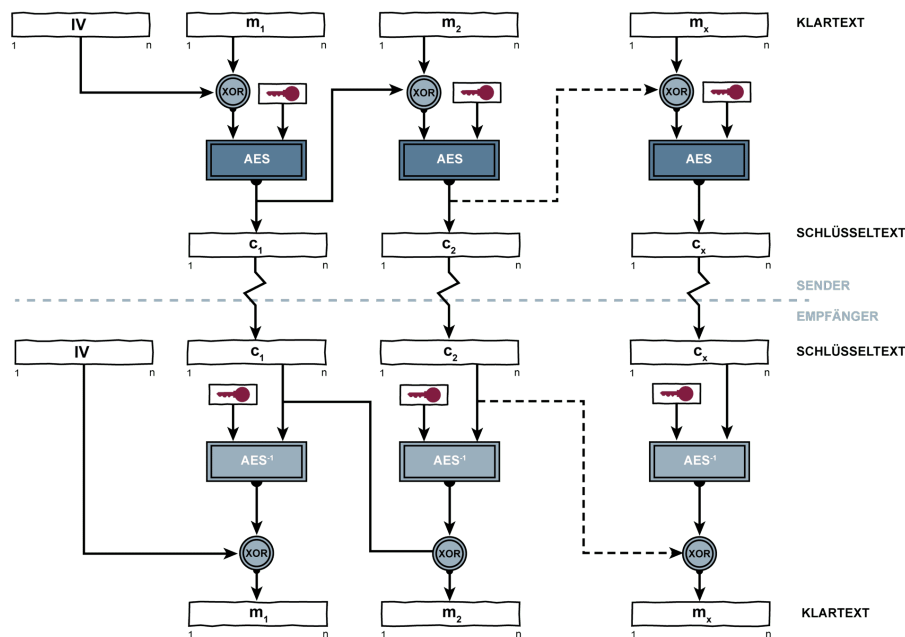 IV m₁ m₂ mₓ KLARTEXT
1 n 1 n 1 n 1 n
XOR XOR XOR
AES AES AES
c₁ c₂ cₓ SCHLÜSSELTEXT
1 n 1 n 1 n
SENDER
EMPFÄNGER
IV c₁ c₂ cₓ SCHLÜSSELTEXT
1 n 1 n 1 n 1 n
AES⁻¹ AES⁻¹ AES⁻¹
XOR XOR XOR
m₁ m₂ mₓ KLARTEXT
1 n 1 n 1 n